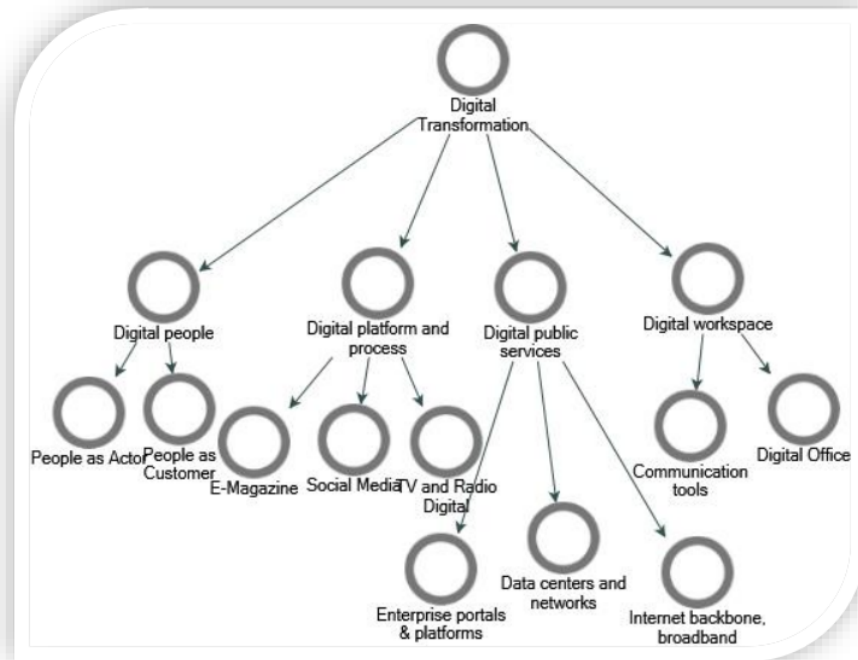 Digital
Transformation
Digital people
Digital platform and
process
Digital public
services
Digital workspace
People as Actor
People as
Customer
E-Magazine
Social Media
TV and Radio
Digital
Communication
tools
Digital Office
Enterprise portals
& platforms
Data centers and
networks
Internet backbone,
broadband